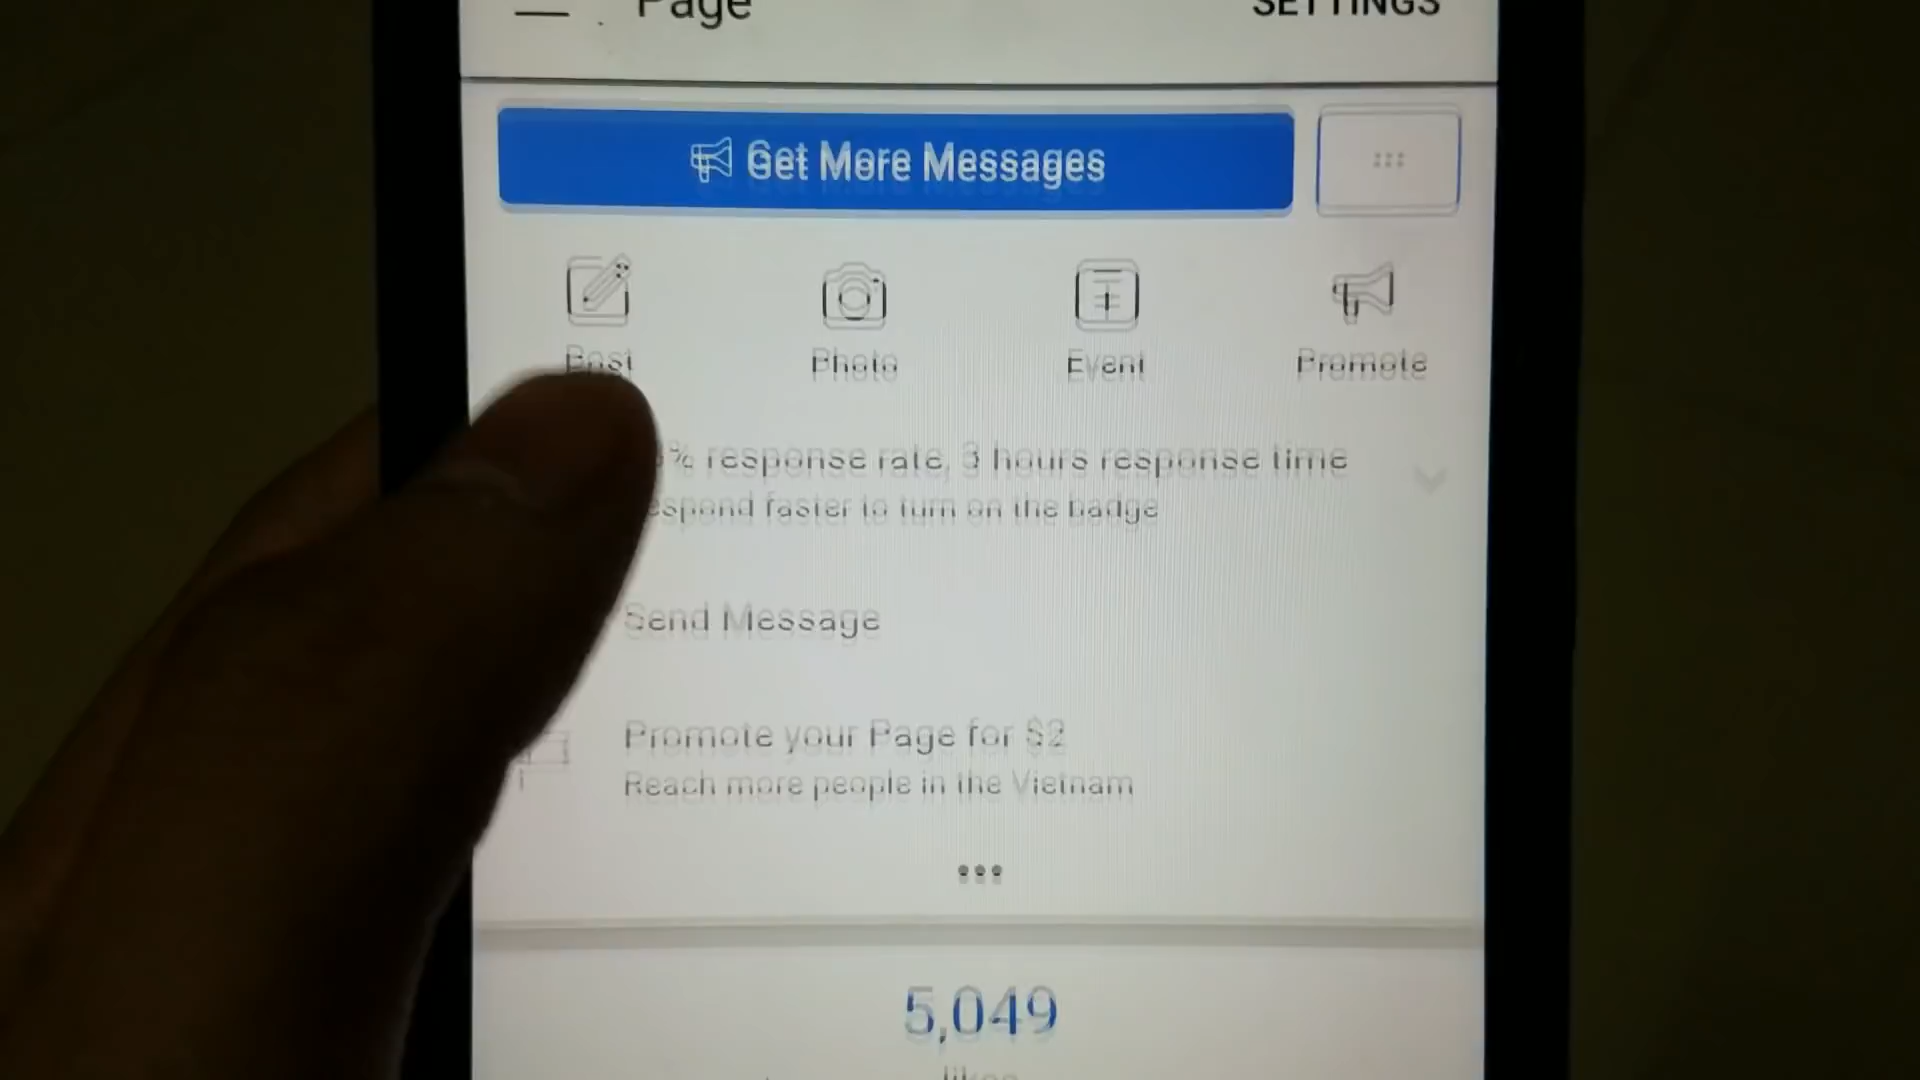 Page
SETTINGS
Get More Messages
Post
Photo
Event
Promote
% response rate, 3 hours response time
espond faster to turn on the badge
Send Message
Promote your Page for $2
Reach more people in the Vietnam
5,049
likes